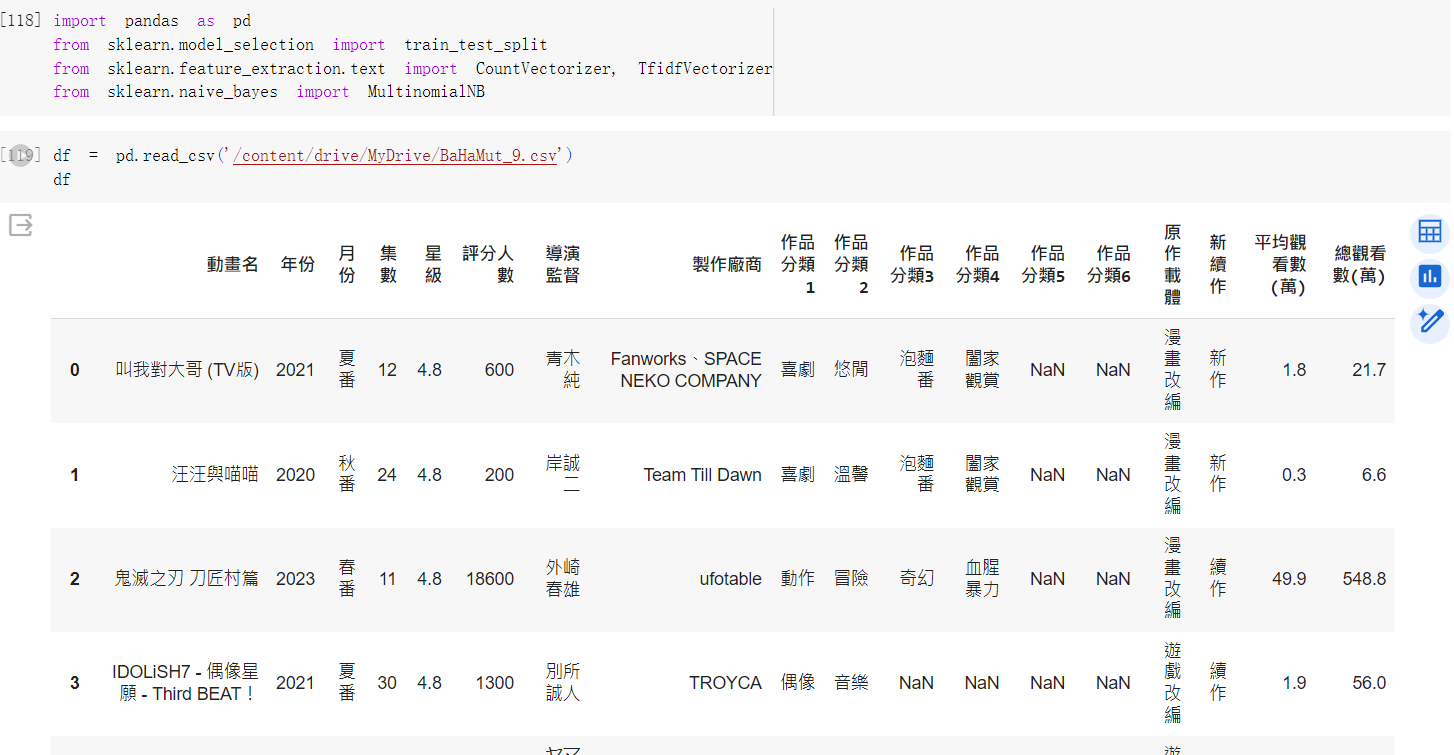 [118] import pandas as pd
from sklearn.model_selection import train_test_split
from sklearn.feature_extraction.text import CountVectorizer, TfidfVectorizer
from sklearn.naive_bayes import MultinomialNB
[119] df = pd.read_csv('/content/drive/MyDrive/BaHaMut_9.csv')
df
動畫名 年份 月份 集數 星級 評分人數 導演監督 製作廠商 作品分類1 作品分類2 作品分類3 作品分類4 作品分類5 作品分類6 原作載體 新續作 平均觀看數(萬) 總觀看數(萬)
0 叫我對大哥 (TV版) 2021 夏番 12 4.8 600 青木純 Fanworks、SPACE NEKO COMPANY 喜劇 悠閒 泡麵番 闔家觀賞 NaN NaN 漫畫改編 新作 1.8 21.7
1 汪汪與喵喵 2020 秋番 24 4.8 200 岸誠二 Team Till Dawn 喜劇 溫馨 泡麵番 闔家觀賞 NaN NaN 漫畫改編 新作 0.3 6.6
2 鬼滅之刃 刀匠村篇 2023 春番 11 4.8 18600 外崎春雄 ufotable 動作 冒險 奇幻 血腥暴力 NaN NaN 漫畫改編 續作 49.9 548.8
3 IDOLiSH7 - 偶像星願 - Third BEAT！ 2021 夏番 30 4.8 1300 別所誠人 TROYCA 偶像 音樂 NaN NaN NaN NaN 遊戲改編 續作 1.9 56.0